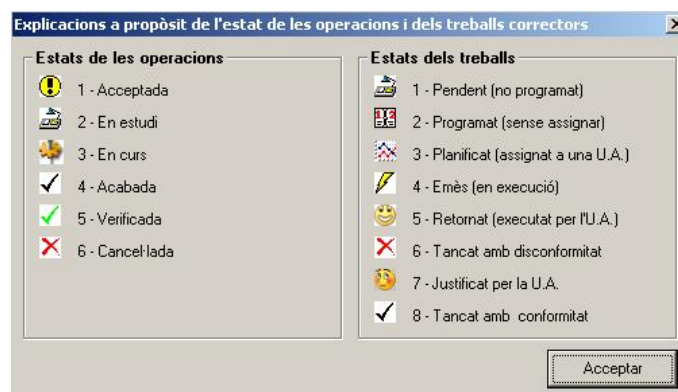 Explicacions a propòsit de l'estat de les operacions i dels treballs correctors
Estats de les operacions
1 - Acceptada
2 - En estudi
3 - En curs
4 - Acabada
5 - Verificada
6 - Cancel·lada
Estats dels treballs
1 - Pendent (no programat)
2 - Programat (sense assignar)
3 - Planificat (assignat a una U.A.)
4 - Emès (en execució)
5 - Retornat (executat per l'U.A.)
6 - Tancat amb disconformitat
7 - Justificat per la U.A.
8 - Tancat amb conformitat
Acceptar